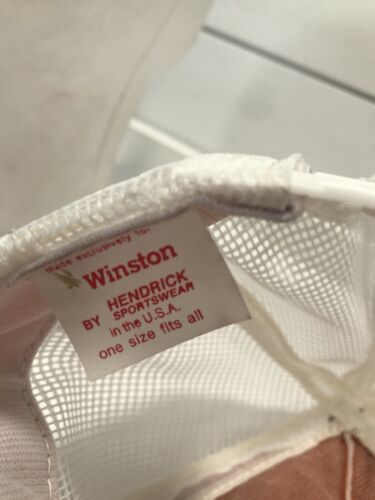 Made exclusively for
Winston
BY HENDRICK
SPORTSWEAR
in the U.S.A.
one size fits all